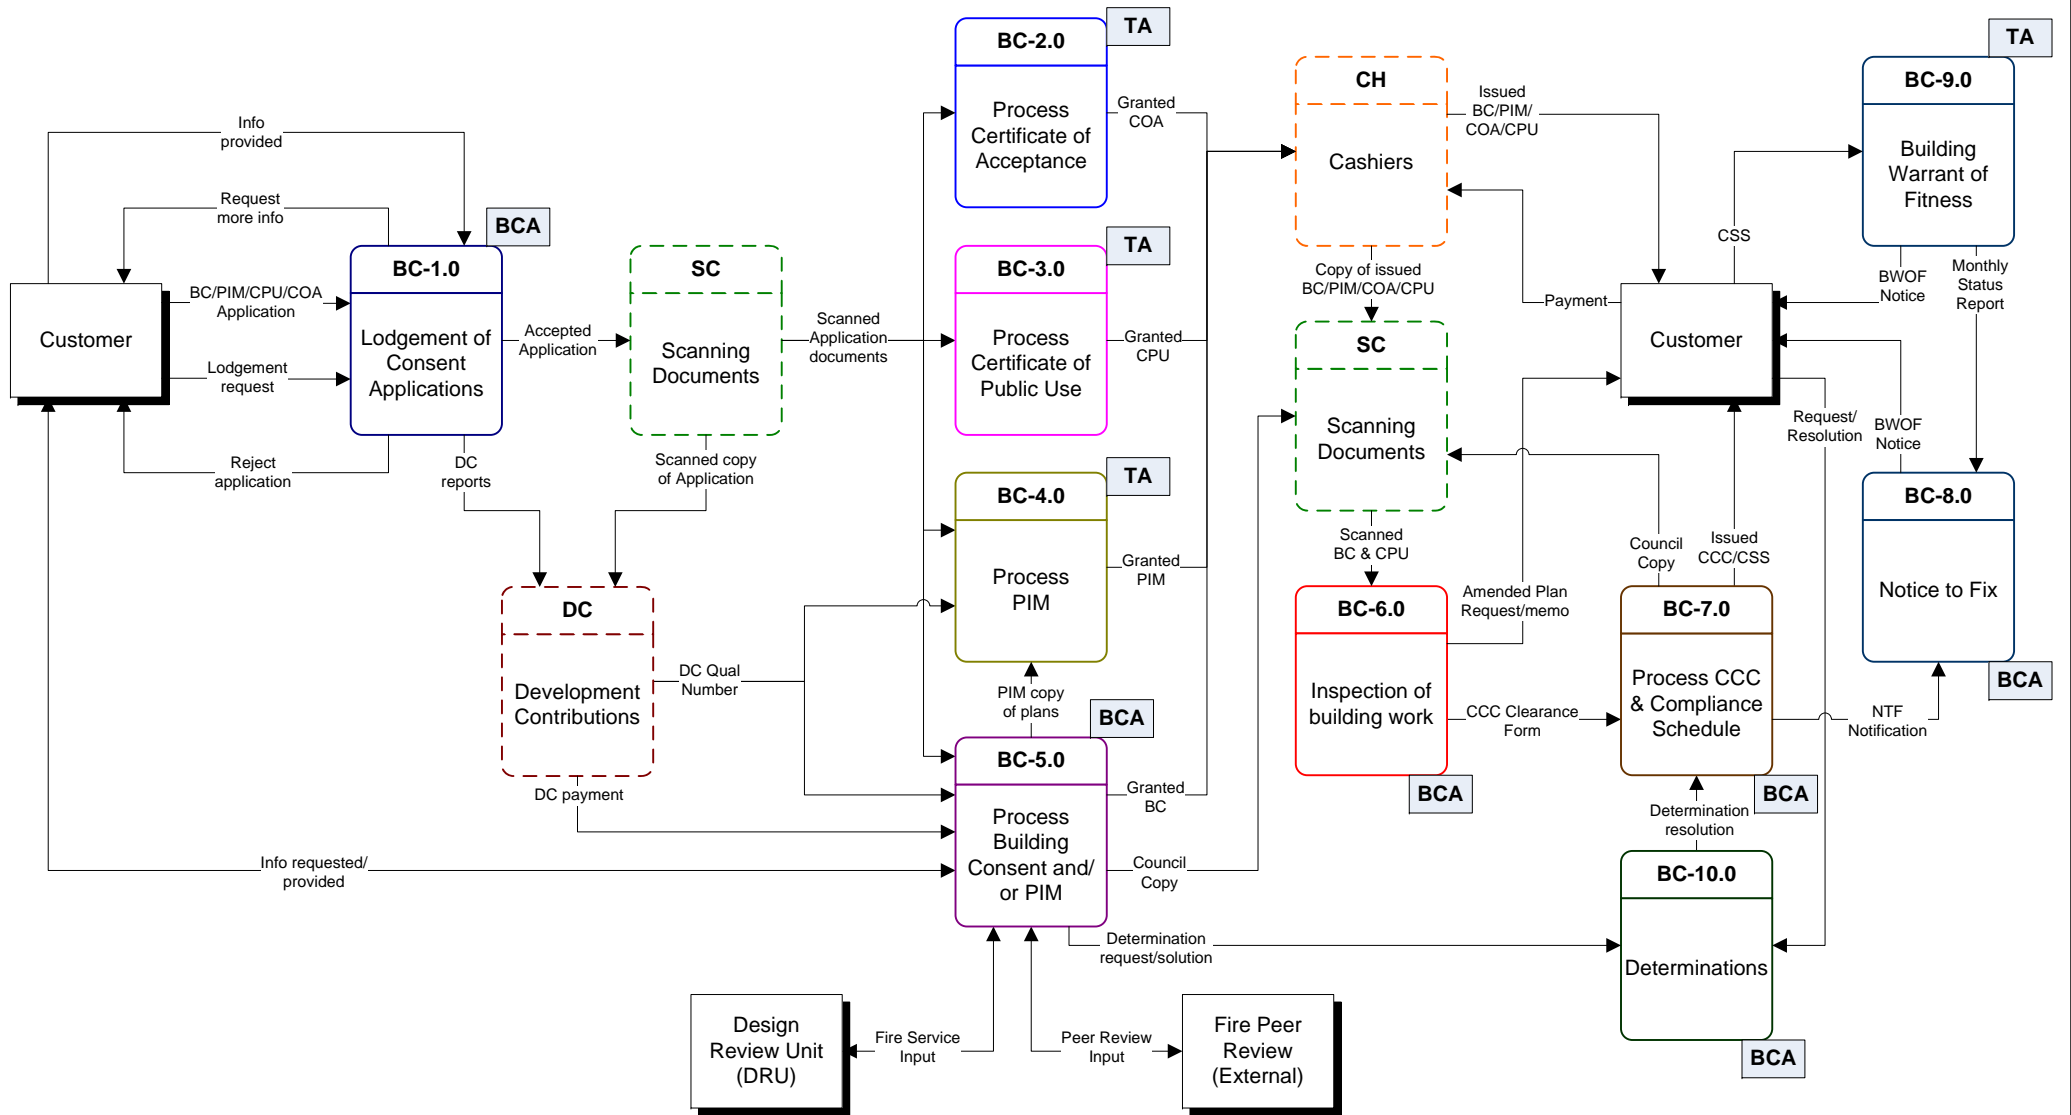 BC-2.0
TA
Process
Certificate of
Acceptance
Granted
COA
CH
Cashiers
Issued
BC/PIM/
COA/CPU
TA
BC-9.0
Building
Warrant of
Fitness
Info
provided
Request
more info
BCA
BC-1.0
Lodgement of
Consent
Applications
BC/PIM/CPU/COA
Application
Customer
Lodgement
request
Reject
application
Accepted
Application
SC
Scanning
Documents
Scanned
Application
documents
TA
BC-3.0
Process
Certificate of
Public Use
Granted
CPU
Copy of issued
BC/PIM/COA/CPU
Payment
Customer
CSS
BWOF
Notice
Monthly
Status
Report
SC
Scanning
Documents
Request/
Resolution
BWOF
Notice
DC
reports
Scanned copy
of Application
TA
BC-4.0
Process
PIM
Granted
PIM
Scanned
BC & CPU
Council
Copy
Issued
CCC/CSS
BC-8.0
Notice to Fix
BCA
DC
Development
Contributions
DC Qual
Number
DC payment
PIM copy
of plans
BCA
BC-5.0
Process
Building
Consent and/
or PIM
Granted
BC
Council
Copy
BC-6.0
Inspection of
building work
BCA
Amended Plan
Request/memo
CCC Clearance
Form
BC-7.0
Process CCC
& Compliance
Schedule
BCA
NTF
Notification
Determination
resolution
BC-10.0
Determinations
BCA
Info requested/
provided
Determination
request/solution
Design
Review Unit
(DRU)
Fire Service
Input
Peer Review
Input
Fire Peer
Review
(External)